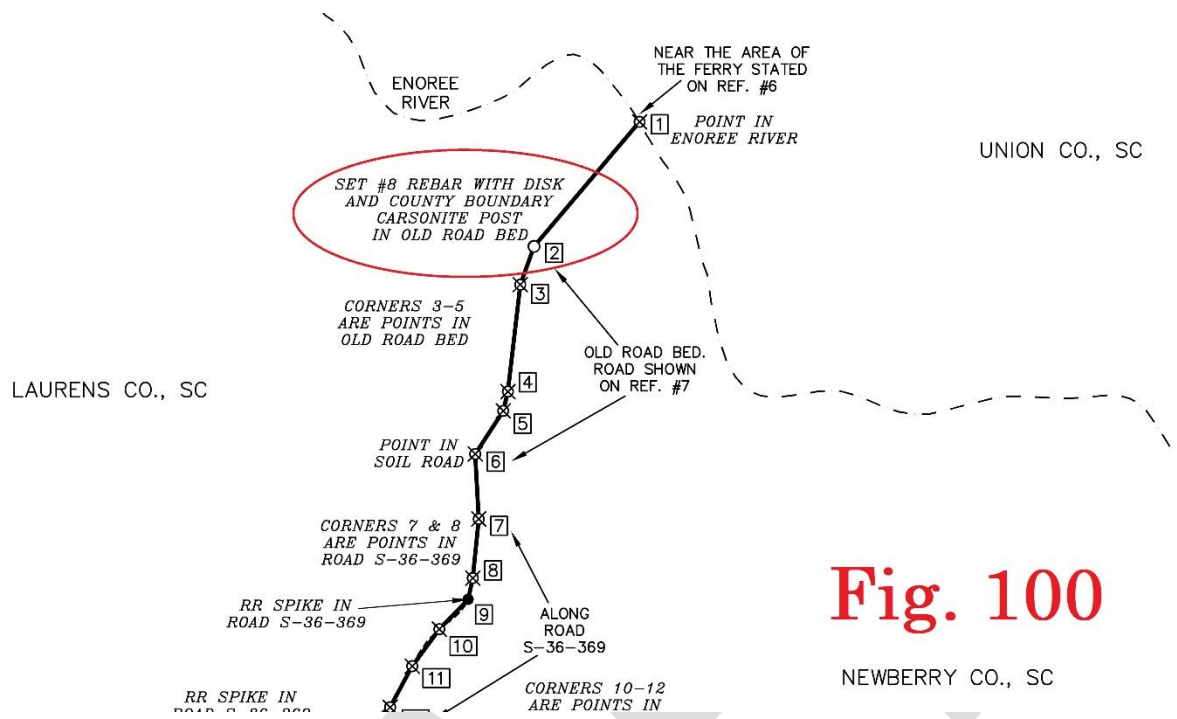 NEAR THE AREA OF
THE FERRY STATED
ON REF. #6
ENOREE
RIVER
1
POINT IN
ENOREE RIVER
UNION CO., SC
SET #8 REBAR WITH DISK
AND COUNTY BOUNDARY
CARSONITE POST
IN OLD ROAD BED
2
3
CORNERS 3-5
ARE POINTS IN
OLD ROAD BED
OLD ROAD BED.
ROAD SHOWN
ON REF. #7
LAURENS CO., SC
4
5
POINT IN
SOIL ROAD
6
7
CORNERS 7 & 8
ARE POINTS IN
ROAD S-36-369
8
Fig. 100
RR SPIKE IN
ROAD S-36-369
9
ALONG
ROAD
S-36-369
10
11
NEWBERRY CO., SC
CORNERS 10-12
ARE POINTS IN
RR SPIKE IN
ROAD S-36-369